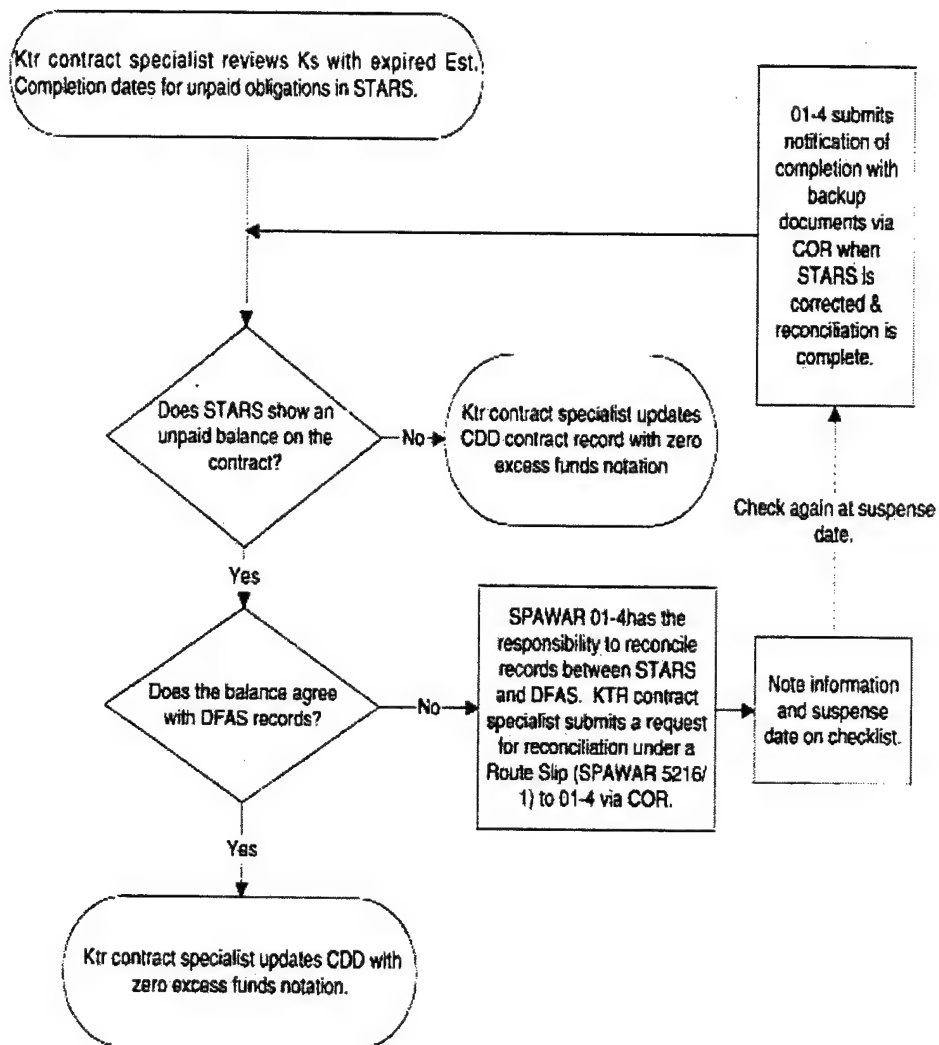 Ktr contract specialist reviews Ks with expired Est.
Completion dates for unpaid obligations in STARS.
01-4 submits
notification of
completion with
backup
documents via
COR when
STARS is
corrected &
reconciliation is
complete.
Does STARS show an
unpaid balance on the
contract?
No
Ktr contract specialist updates
CDD contract record with zero
excess funds notation
Check again at suspense
date.
Yes
Does the balance agree
with DFAS records?
No
SPAWAR 01-4has the
responsibility to reconcile
records between STARS
and DFAS. KTR contract
specialist submits a request
for reconciliation under a
Route Slip (SPAWAR 5216/
1) to 01-4 via COR.
Note information
and suspense
date on checklist.
Yes
Ktr contract specialist updates CDD with
zero excess funds notation.